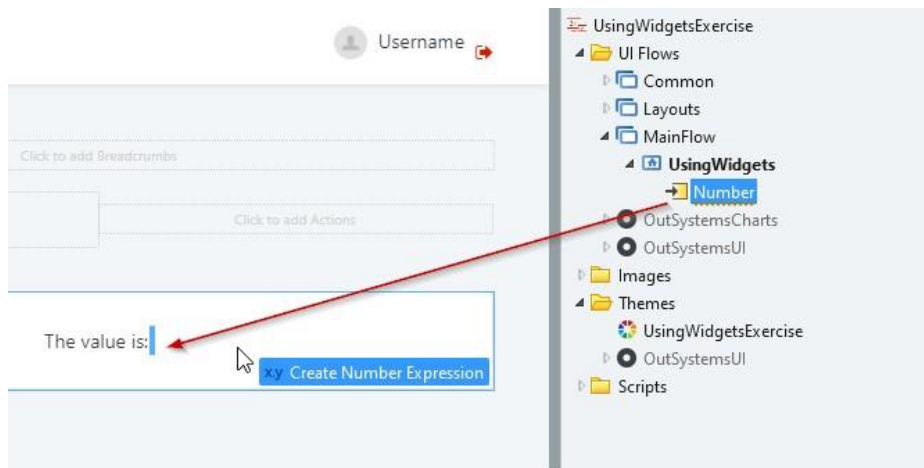 Username
Click to add Breadcrumbs
Click to add Actions
The value is:
x.y Create Number Expression
UsingWidgetsExercise
UI Flows
Common
Layouts
MainFlow
UsingWidgets
Number
OutSystemsCharts
OutSystemsUI
Images
Themes
UsingWidgetsExercise
OutSystemsUI
Scripts